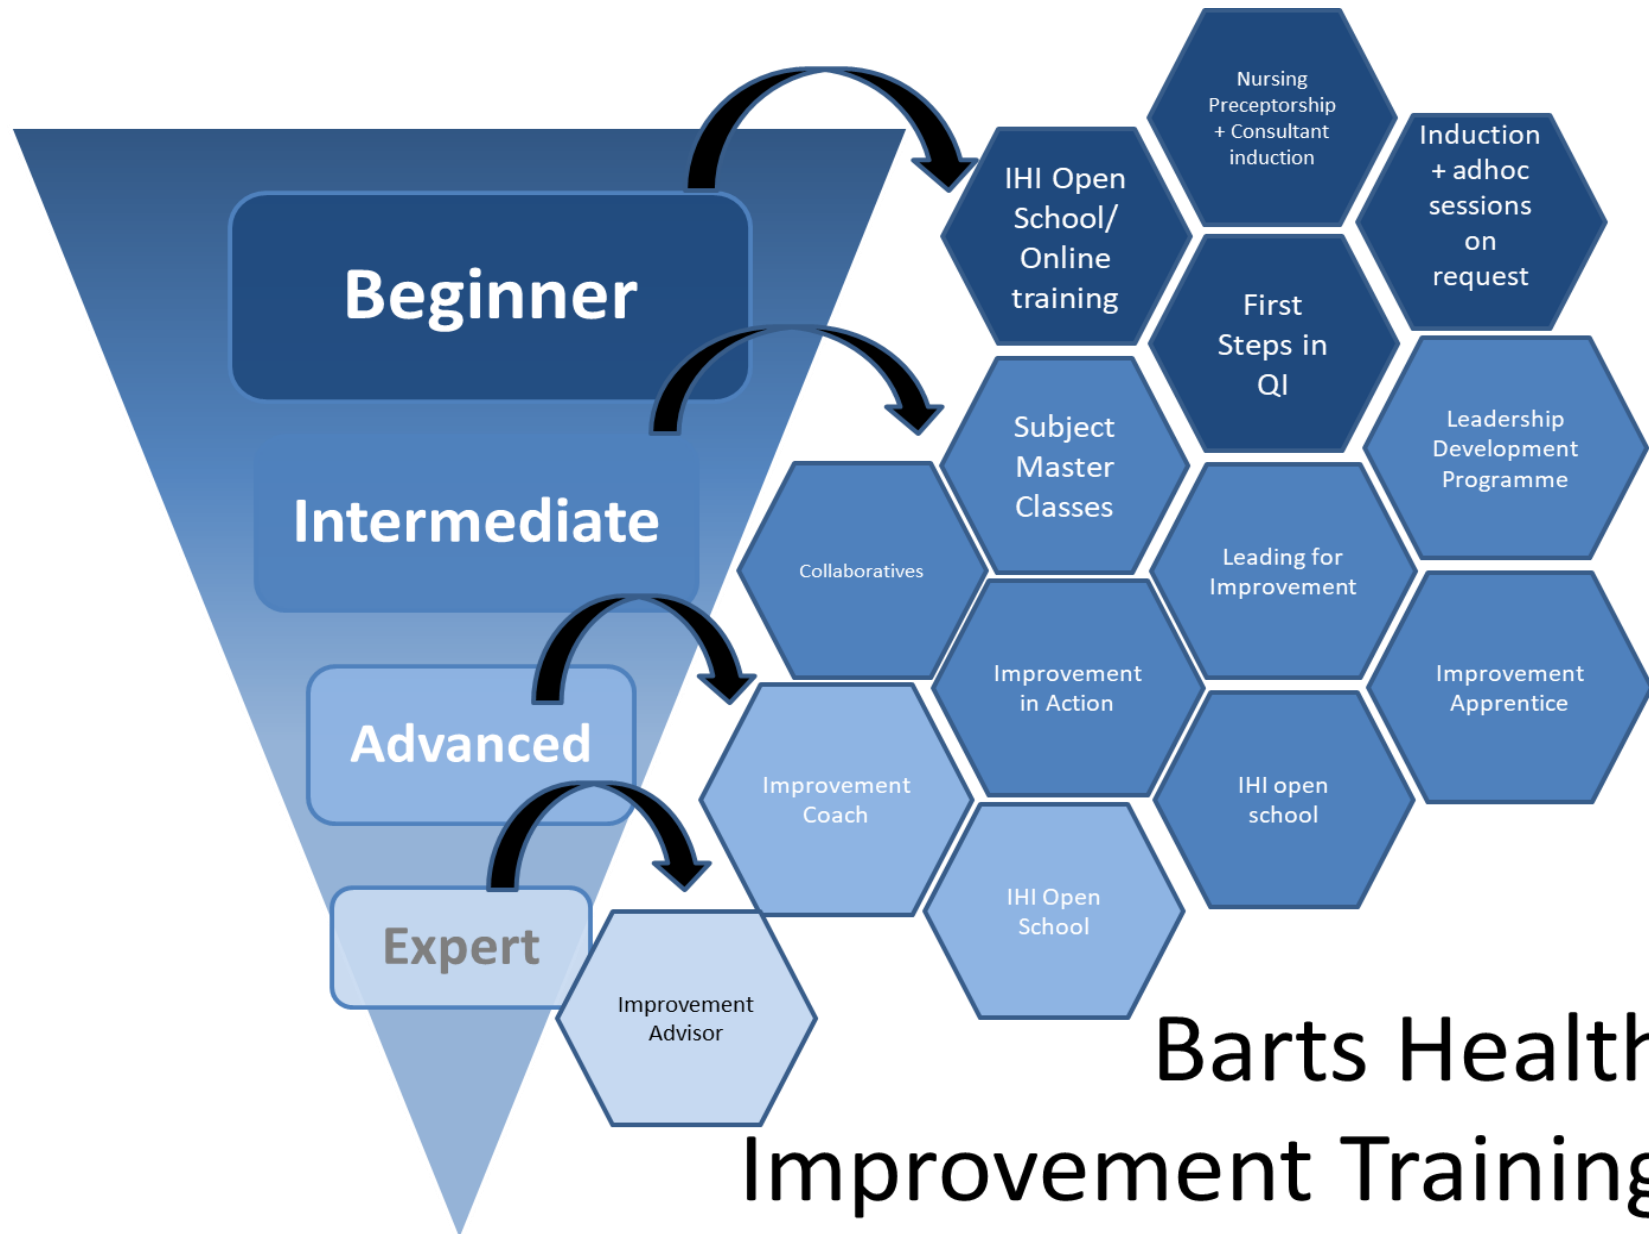 Beginner
Intermediate
Advanced
Expert
Nursing
Preceptorship
+ Consultant
induction
IHI Open
School/
Online
training
Induction
+ adhoc
sessions
on
request
First
Steps in
QI
Subject
Master
Classes
Leadership
Development
Programme
Collaboratives
Leading for
Improvement
Improvement
in Action
Improvement
Apprentice
Improvement
Coach
IHI open
school
IHI Open
School
Improvement
Advisor
Barts Health
Improvement Training